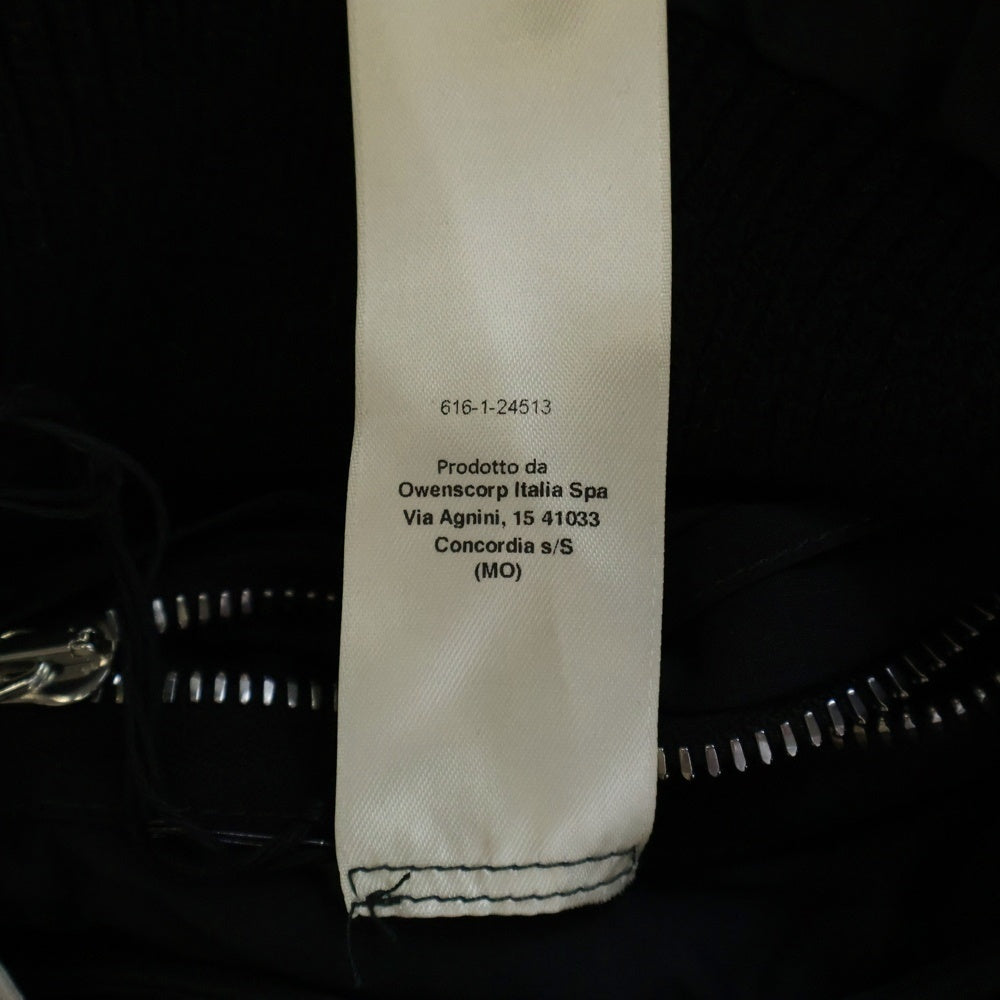 616-1-24513
Prodotto da
Owenscorp Italia Spa
Via Agnini, 15 41033
Concordia s/S
(MO)